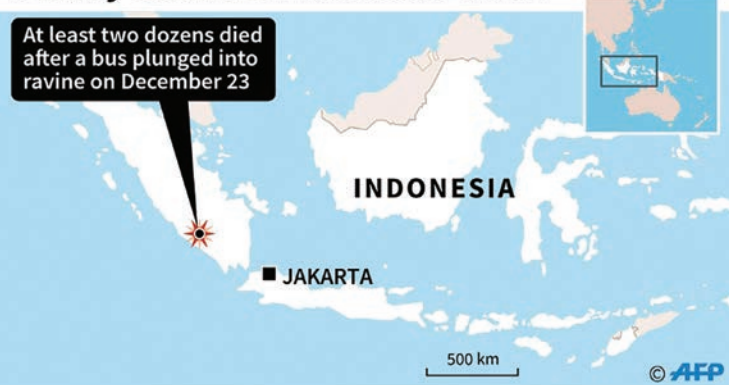 At least two dozens died
after a bus plunged into
ravine on December 23
INDONESIA
JAKARTA
500 km
© AFP